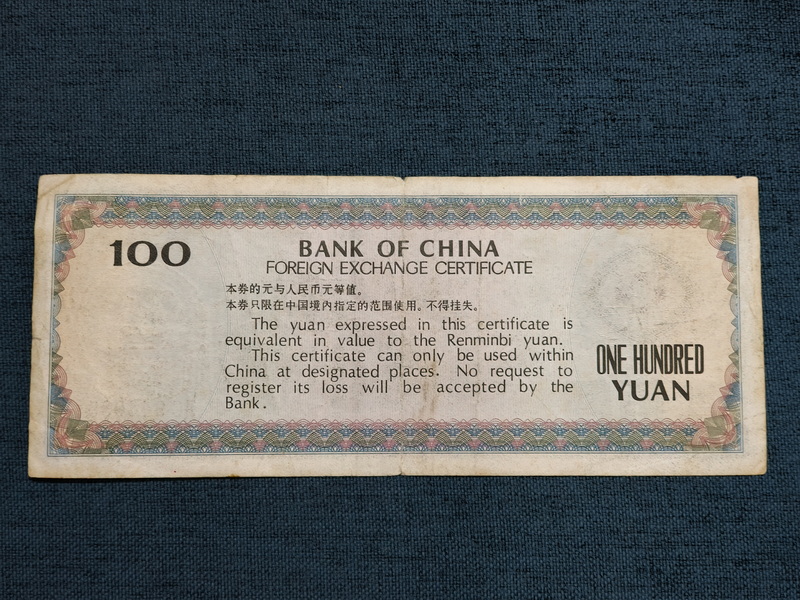 100
BANK OF CHINA
FOREIGN EXCHANGE CERTIFICATE
本券的元与人民币元等值。
本券只限在中国境内指定的范围使用。不得挂失。
The yuan expressed in this certificate is
equivalent in value to the Renminbi yuan.
This certificate can only be used within
China at designated places. No request to
register its loss will be accepted by the
Bank.
ONE HUNDRED
YUAN